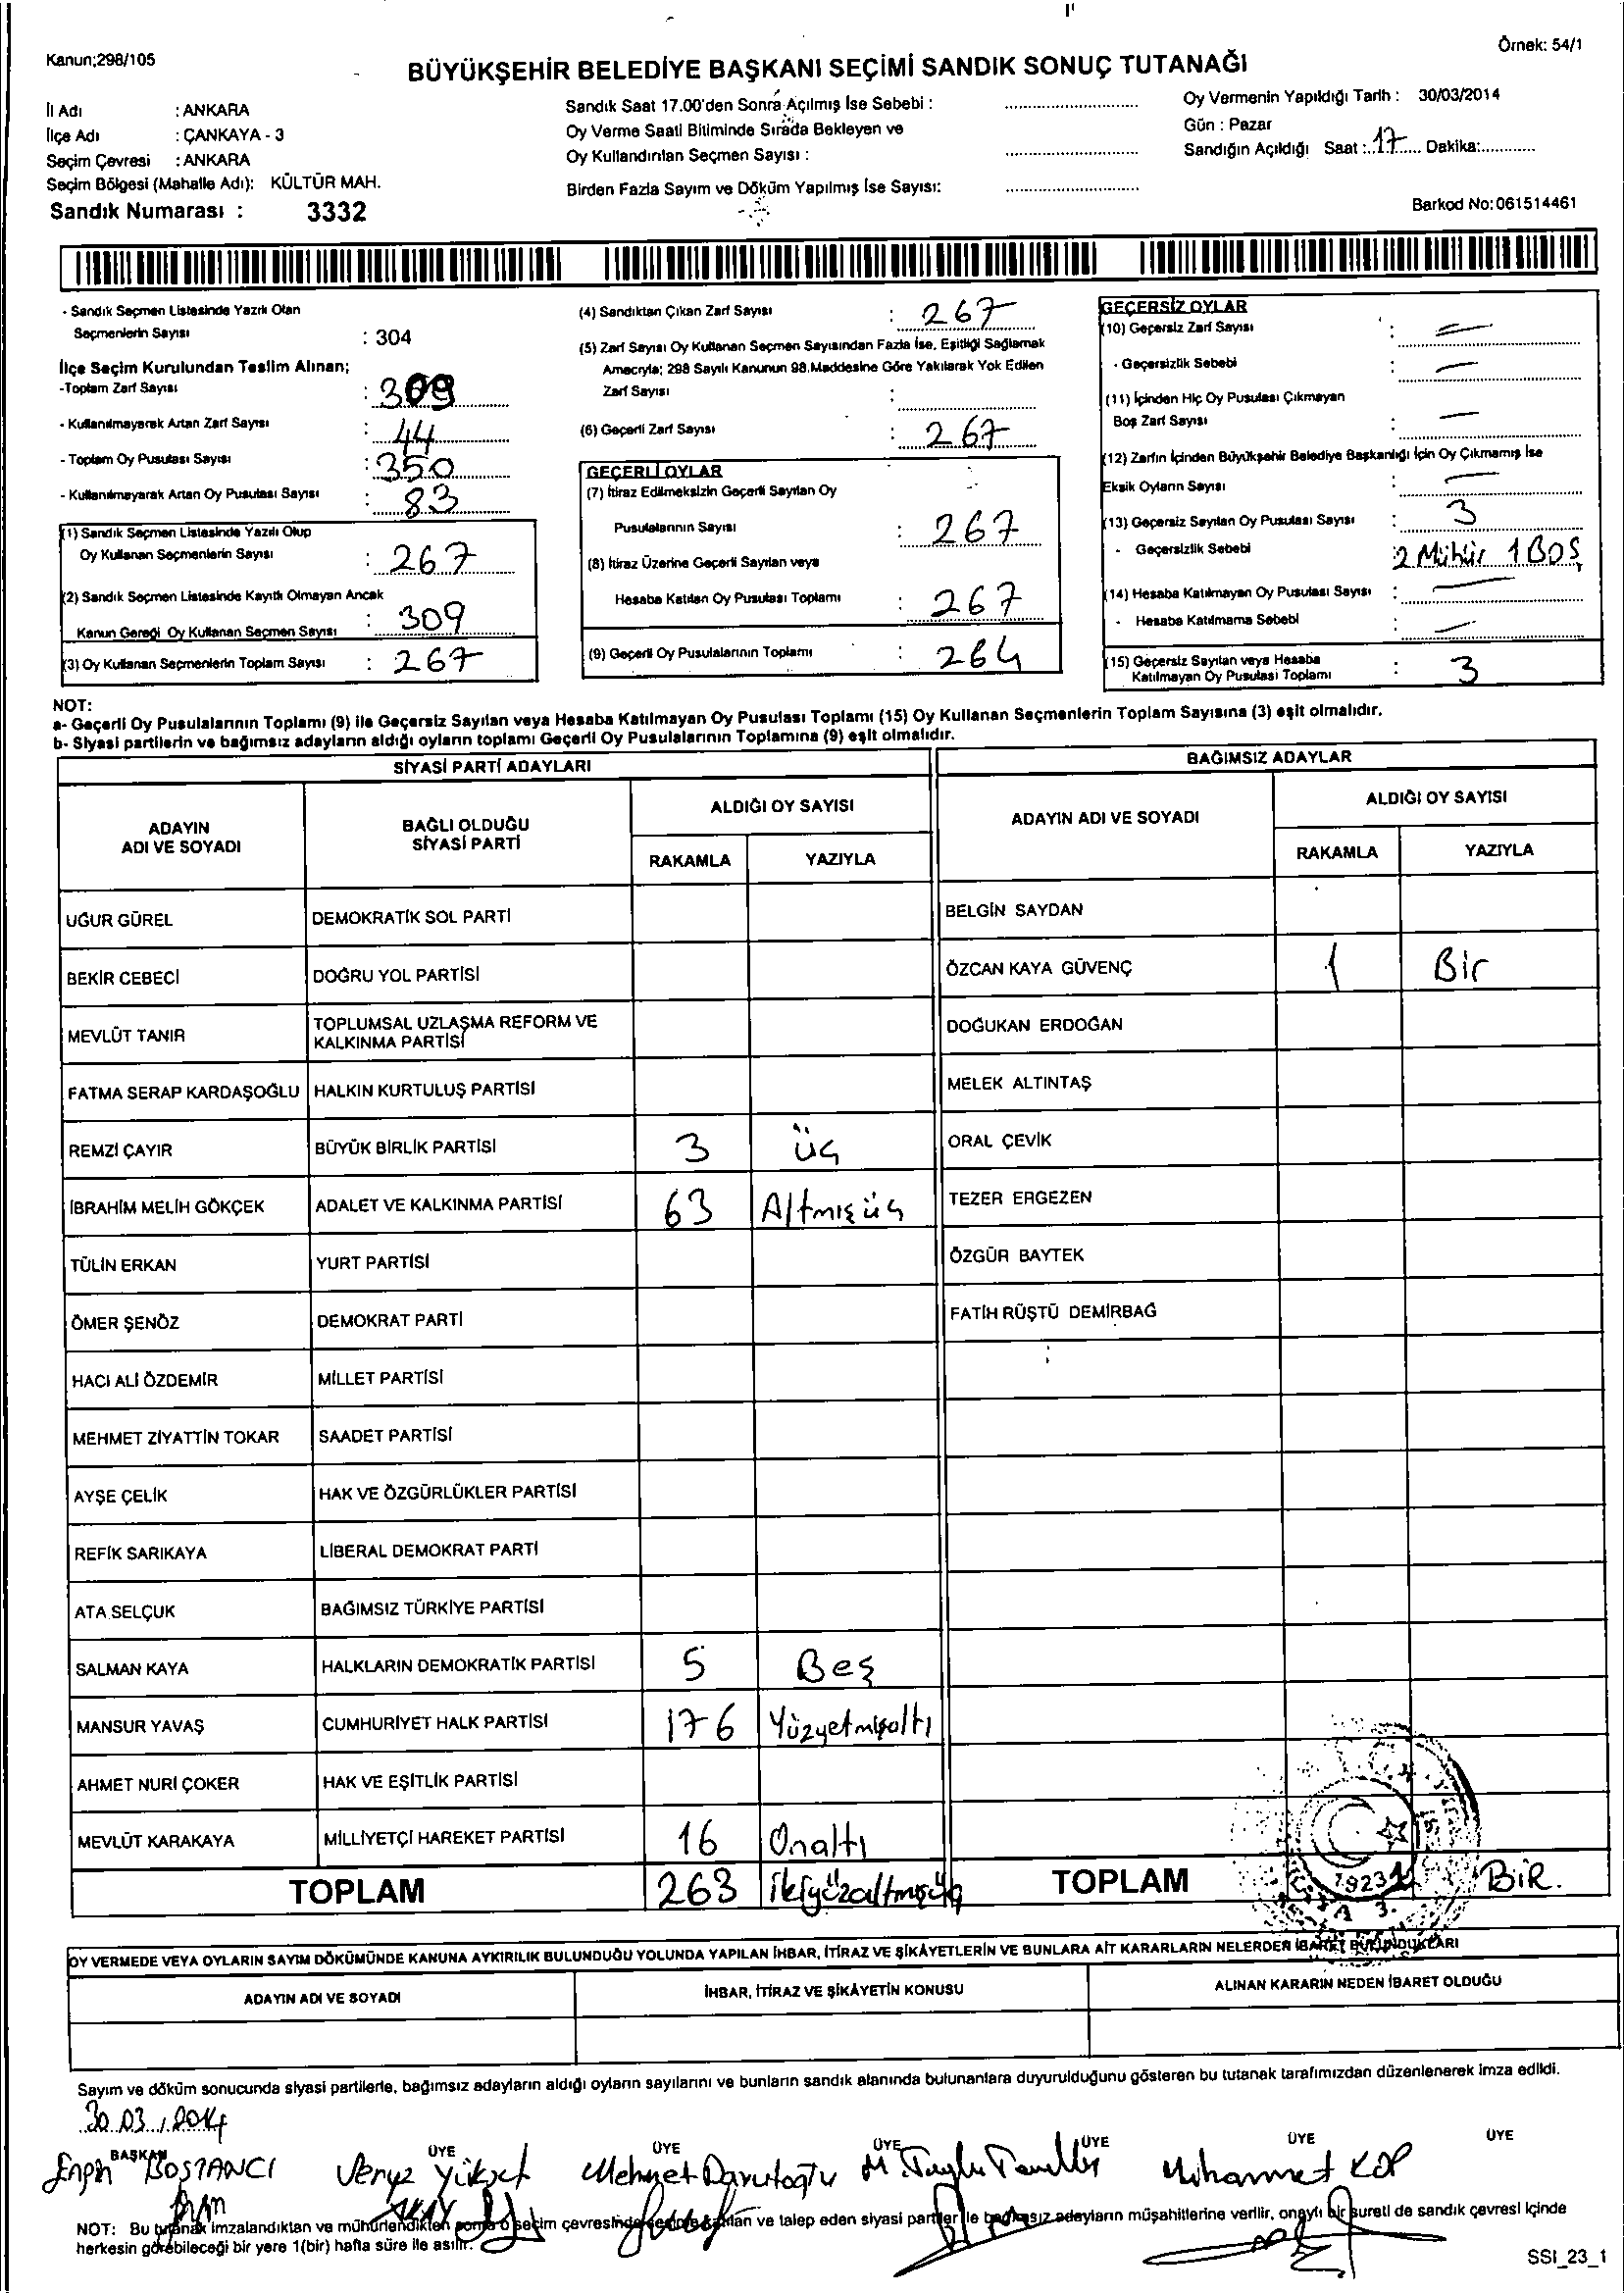 Kanun;298/105
Örnek: 54/1
BÜYÜKŞEHİR BELEDİYE BAŞKANI SEÇİMİ SANDIK SONUÇ TUTANAĞI
İl Adı : ANKARA
İlçe Adı : ÇANKAYA - 3
Seçim Çevresi : ANKARA
Seçim Bölgesi (Mahalle Adı): KÜLTÜR MAH.
Sandık Numarası : 3332
Sandık Saat 17.00'den Sonra Açılmış İse Sebebi :
Oy Verme Saati Bitiminde Sırada Bekleyen ve
Oy Kullandırılan Seçmen Sayısı :
Birden Fazla Sayım ve Döküm Yapılmış İse Sayısı:
Oy Vermenin Yapıldığı Tarih : 30/03/2014
Gün : Pazar
Sandığın Açıldığı Saat : 17 Dakika:
Barkod No:061514461
- Sandık Seçmen Listesinde Yazılı Olan
Seçmenlerin Sayısı : 304
İlçe Seçim Kurulundan Teslim Alınan;
-Toplam Zarf Sayısı : 309
- Kullanılmayarak Artan Zarf Sayısı : 44
- Toplam Oy Pusulası Sayısı : 350
- Kullanılmayarak Artan Oy Pusulası Sayısı : 83
(1) Sandık Seçmen Listesinde Yazılı Olup
Oy Kullanan Seçmenlerin Sayısı : 267
(2) Sandık Seçmen Listesinde Kayıtlı Olmayan Ancak
Kanun Gereği Oy Kullanan Seçmen Sayısı : 309
(3) Oy Kullanan Seçmenlerin Toplam Sayısı : 267
(4) Sandıktan Çıkan Zarf Sayısı : 267
(5) Zarf Sayısı Oy Kullanan Seçmen Sayısından Fazla İse, Eşitliği Sağlamak
Amacıyla; 298 Sayılı Kanunun 98.Maddesine Göre Yakılarak Yok Edilen
Zarf Sayısı :
(6) Geçerli Zarf Sayısı : 267
GEÇERLİ OYLAR
(7) İtiraz Edilmeksizin Geçerli Sayılan Oy
Pusulalarının Sayısı : 267
(8) İtiraz Üzerine Geçerli Sayılan veya
Hesaba Katılan Oy Pusulası Toplamı : 267
(9) Geçerli Oy Pusulalarının Toplamı : 264
GEÇERSİZ OYLAR
(10) Geçersiz Zarf Sayısı : —
- Geçersizlik Sebebi : —
(11) İçinden Hiç Oy Pusulası Çıkmayan
Boş Zarf Sayısı : —
(12) Zarfın İçinden Büyükşehir Belediye Başkanlığı İçin Oy Çıkmamış İse
Eksik Oyların Sayısı : —
(13) Geçersiz Sayılan Oy Pusulası Sayısı : 3
- Geçersizlik Sebebi : 2 Mühür 1 BOŞ
(14) Hesaba Katılmayan Oy Pusulası Sayısı : —
- Hesaba Katılmama Sebebi : —
(15) Geçersiz Sayılan veya Hesaba
Katılmayan Oy Pusulası Toplamı : 3
NOT:
a- Geçerli Oy Pusulalarının Toplamı (9) ile Geçersiz Sayılan veya Hesaba Katılmayan Oy Pusulası Toplamı (15) Oy Kullanan Seçmenlerin Toplam Sayısına (3) eşit olmalıdır.
b- Siyasi partilerin ve bağımsız adayların aldığı oyların toplamı Geçerli Oy Pusulalarının Toplamına (9) eşit olmalıdır.
SİYASİ PARTİ ADAYLARI
ADAYIN ADI VE SOYADI
BAĞLI OLDUĞU SİYASİ PARTİ
ALDIĞI OY SAYISI
RAKAMLA YAZIYLA
UĞUR GÜREL DEMOKRATİK SOL PARTİ
BEKİR CEBECİ DOĞRU YOL PARTİSİ
MEVLÜT TANIR TOPLUMSAL UZLAŞMA REFORM VE KALKINMA PARTİSİ
FATMA SERAP KARDAŞOĞLU HALKIN KURTULUŞ PARTİSİ
REMZİ ÇAYIR BÜYÜK BİRLİK PARTİSİ 3 üç
İBRAHİM MELİH GÖKÇEK ADALET VE KALKINMA PARTİSİ 63 Altmış üç
TÜLİN ERKAN YURT PARTİSİ
ÖMER ŞENÖZ DEMOKRAT PARTİ
HACI ALİ ÖZDEMİR MİLLET PARTİSİ
MEHMET ZİYATTİN TOKAR SAADET PARTİSİ
AYŞE ÇELİK HAK VE ÖZGÜRLÜKLER PARTİSİ
REFİK SARIKAYA LİBERAL DEMOKRAT PARTİ
ATA SELÇUK BAĞIMSIZ TÜRKİYE PARTİSİ
SALMAN KAYA HALKLARIN DEMOKRATİK PARTİSİ 5 Beş
MANSUR YAVAŞ CUMHURİYET HALK PARTİSİ 176 Yüzyetmişaltı
AHMET NURİ ÇOKER HAK VE EŞİTLİK PARTİSİ
MEVLÜT KARAKAYA MİLLİYETÇİ HAREKET PARTİSİ 16 Onaltı
TOPLAM 263 ikiyüzaltmışüç
BAĞIMSIZ ADAYLAR
ADAYIN ADI VE SOYADI
ALDIĞI OY SAYISI
RAKAMLA YAZIYLA
BELGİN SAYDAN
ÖZCAN KAYA GÜVENÇ 1 Bir
DOĞUKAN ERDOĞAN
MELEK ALTINTAŞ
ORAL ÇEVİK
TEZER ERGEZEN
ÖZGÜR BAYTEK
FATİH RÜŞTÜ DEMİRBAĞ
TOPLAM 1 BİR.
OY VERMEDE VEYA OYLARIN SAYIM DÖKÜMÜNDE KANUNA AYKIRILIK BULUNDUĞU YOLUNDA YAPILAN İHBAR, İTİRAZ VE ŞİKÂYETLERİN VE BUNLARA AİT KARARLARIN NELERDEN İBARET BULUNDUKLARI
ADAYIN ADI VE SOYADI
İHBAR, İTİRAZ VE ŞİKÂYETİN KONUSU
ALINAN KARARIN NEDEN İBARET OLDUĞU
Sayım ve döküm sonucunda siyasi partilerle, bağımsız adayların aldığı oyların sayılarını ve bunların sandık alanında bulunanlara duyurulduğunu gösteren bu tutanak tarafımızdan düzenlenerek imza edildi.
30.03.2014
BAŞKAN ÜYE ÜYE ÜYE ÜYE ÜYE ÜYE
Engin BOSTANCI Mehmet Davutoğlu Muhammet KOP
NOT: Bu tutanak imzalandıktan ve mühürlendikten sonra o seçim çevresinde seçime katılan ve talep eden siyasi partiler ile bağımsız adayların müşahitlerine verilir, onaylı bir sureti de sandık çevresi içinde
herkesin görebileceği bir yere 1(bir) hafta süre ile asılır.
SSI_23_1